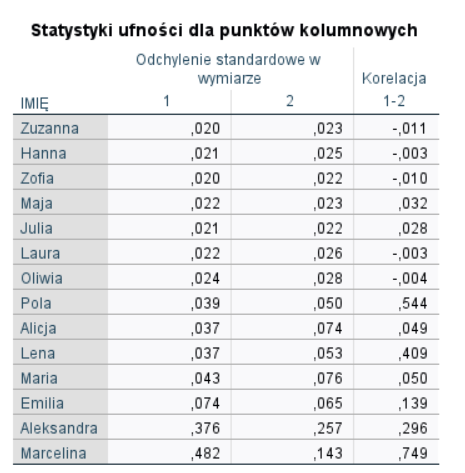 Statystyki ufności dla punktów kolumnowych
Odchylenie standardowe w
wymiarze Korelacja
IMIĘ 1 2 1-2
Zuzanna ,020 ,023 -,011
Hanna ,021 ,025 -,003
Zofia ,020 ,022 -,010
Maja ,022 ,023 ,032
Julia ,021 ,022 ,028
Laura ,022 ,026 -,003
Oliwia ,024 ,028 -,004
Pola ,039 ,050 ,544
Alicja ,037 ,074 ,049
Lena ,037 ,053 ,409
Maria ,043 ,076 ,050
Emilia ,074 ,065 ,139
Aleksandra ,376 ,257 ,296
Marcelina ,482 ,143 ,749